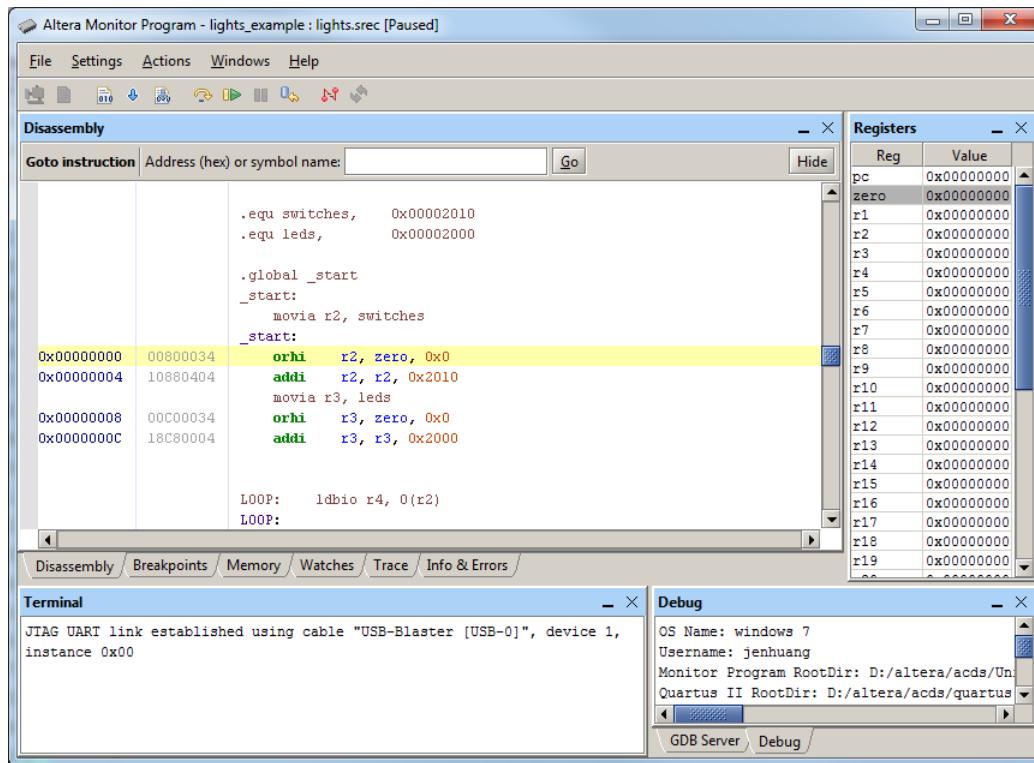 Altera Monitor Program - lights_example : lights.srec [Paused]
File Settings Actions Windows Help
Disassembly
Goto instruction Address (hex) or symbol name: Go Hide
.equ switches, 0x00002010
.equ leds, 0x00002000
.global _start
_start:
movia r2, switches
_start:
0x00000000 00800034 orhi r2, zero, 0x0
0x00000004 10880404 addi r2, r2, 0x2010
movia r3, leds
0x00000008 00C00034 orhi r3, zero, 0x0
0x0000000C 18C80004 addi r3, r3, 0x2000
LOOP: ldbio r4, 0(r2)
LOOP:
Disassembly Breakpoints Memory Watches Trace Info & Errors
Registers
Reg Value
pc 0x00000000
zero 0x00000000
r1 0x00000000
r2 0x00000000
r3 0x00000000
r4 0x00000000
r5 0x00000000
r6 0x00000000
r7 0x00000000
r8 0x00000000
r9 0x00000000
r10 0x00000000
r11 0x00000000
r12 0x00000000
r13 0x00000000
r14 0x00000000
r15 0x00000000
r16 0x00000000
r17 0x00000000
r18 0x00000000
r19 0x00000000
Terminal
JTAG UART link established using cable "USB-Blaster [USB-0]", device 1,
instance 0x00
Debug
OS Name: windows 7
Username: jenhuang
Monitor Program RootDir: D:/altera/acds/Un
Quartus II RootDir: D:/altera/acds/quartus
GDB Server Debug